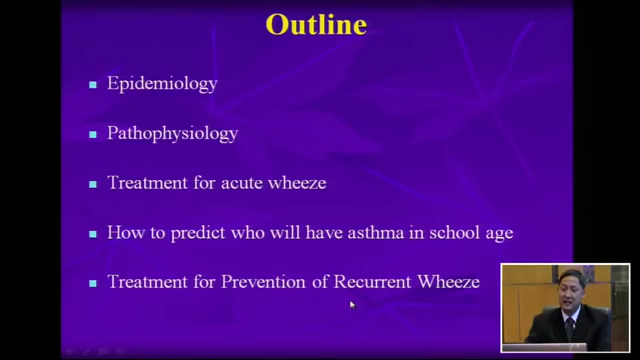 Outline
Epidemiology
Pathophysiology
Treatment for acute wheeze
How to predict who will have asthma in school age
Treatment for Prevention of Recurrent Wheeze